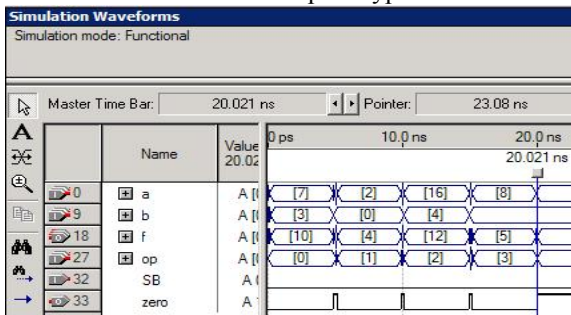 Simulation Waveforms
Simulation mode: Functional
Master Time Bar: 20.021 ns Pointer: 23.08 ns
Name Value 20.02 0 ps 10.0 ns 20.0 ns
20.021 ns
0 a A [ [7] [2] [16] [8]
9 b A [ [3] [0] [4]
18 f A [ [10] [4] [12] [5]
27 op A [ [0] [1] [2] [3]
32 SB A
33 zero A